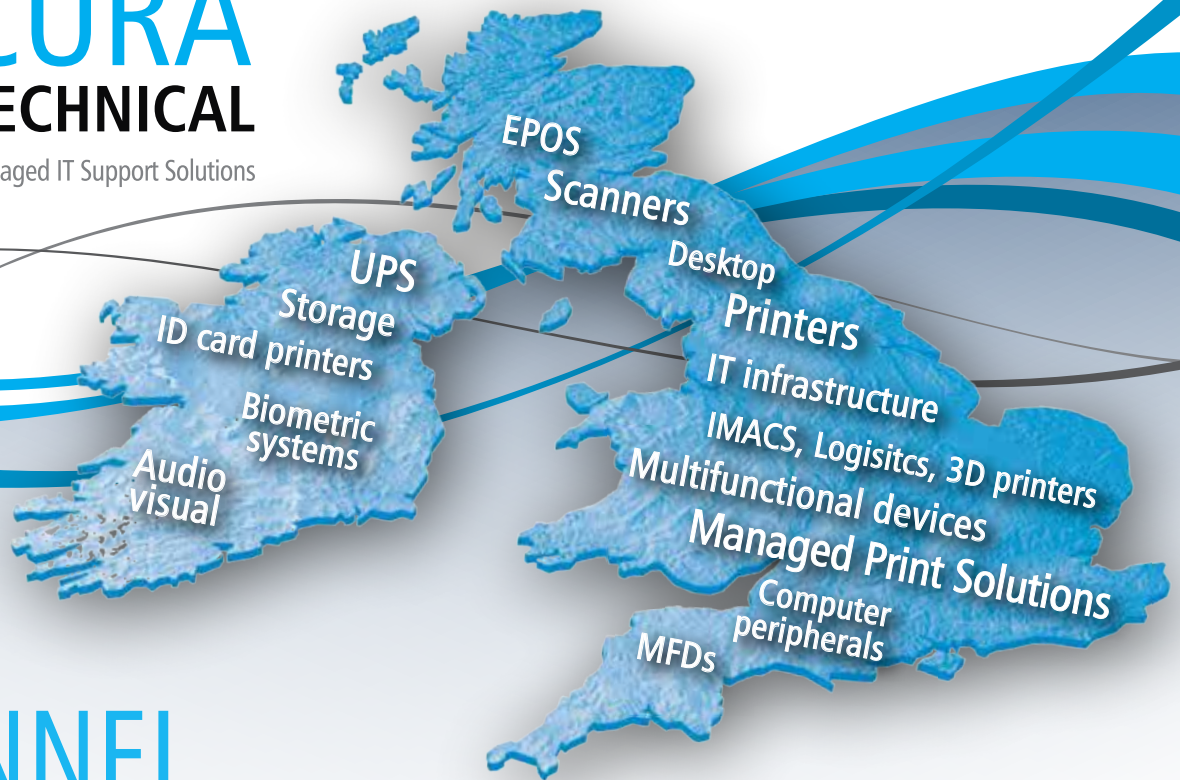 CURA
ECHNICAL
aged IT Support Solutions
EPOS
Scanners
Desktop
Printers
IT infrastructure
IMACS, Logisitcs, 3D printers
Multifunctional devices
Managed Print Solutions
Computer
peripherals
MFDs
UPS
Storage
ID card printers
Biometric
systems
Audio
visual